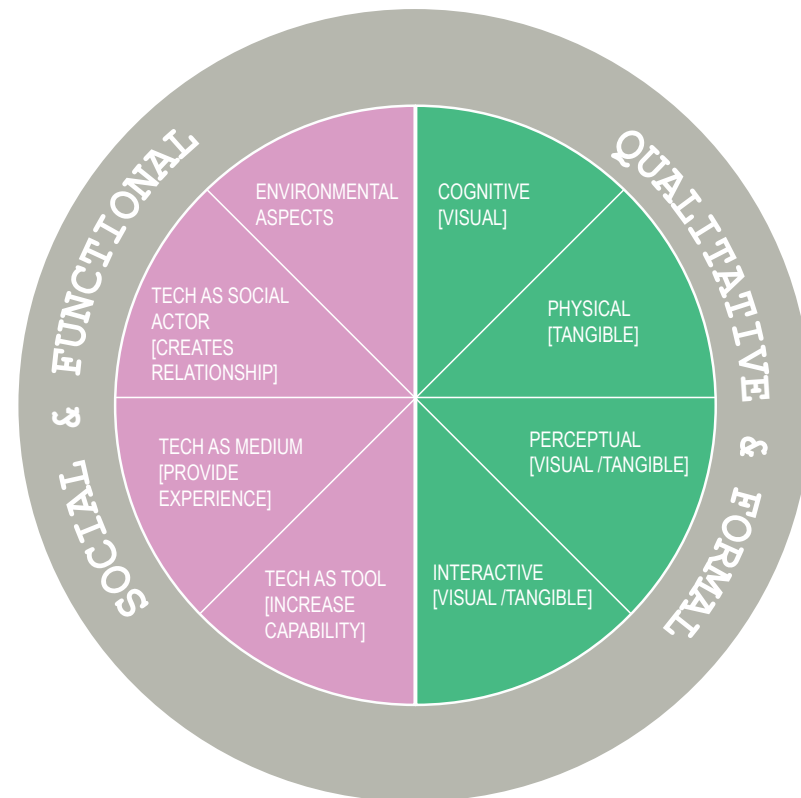 SOCIAL & FUNCTIONAL
QUALITATIVE & FORMAL
ENVIRONMENTAL
ASPECTS
COGNITIVE
[VISUAL]
TECH AS SOCIAL
ACTOR
[CREATES
RELATIONSHIP]
PHYSICAL
[TANGIBLE]
TECH AS MEDIUM
[PROVIDE
EXPERIENCE]
PERCEPTUAL
[VISUAL /TANGIBLE]
TECH AS TOOL
[INCREASE
CAPABILITY]
INTERACTIVE
[VISUAL /TANGIBLE]